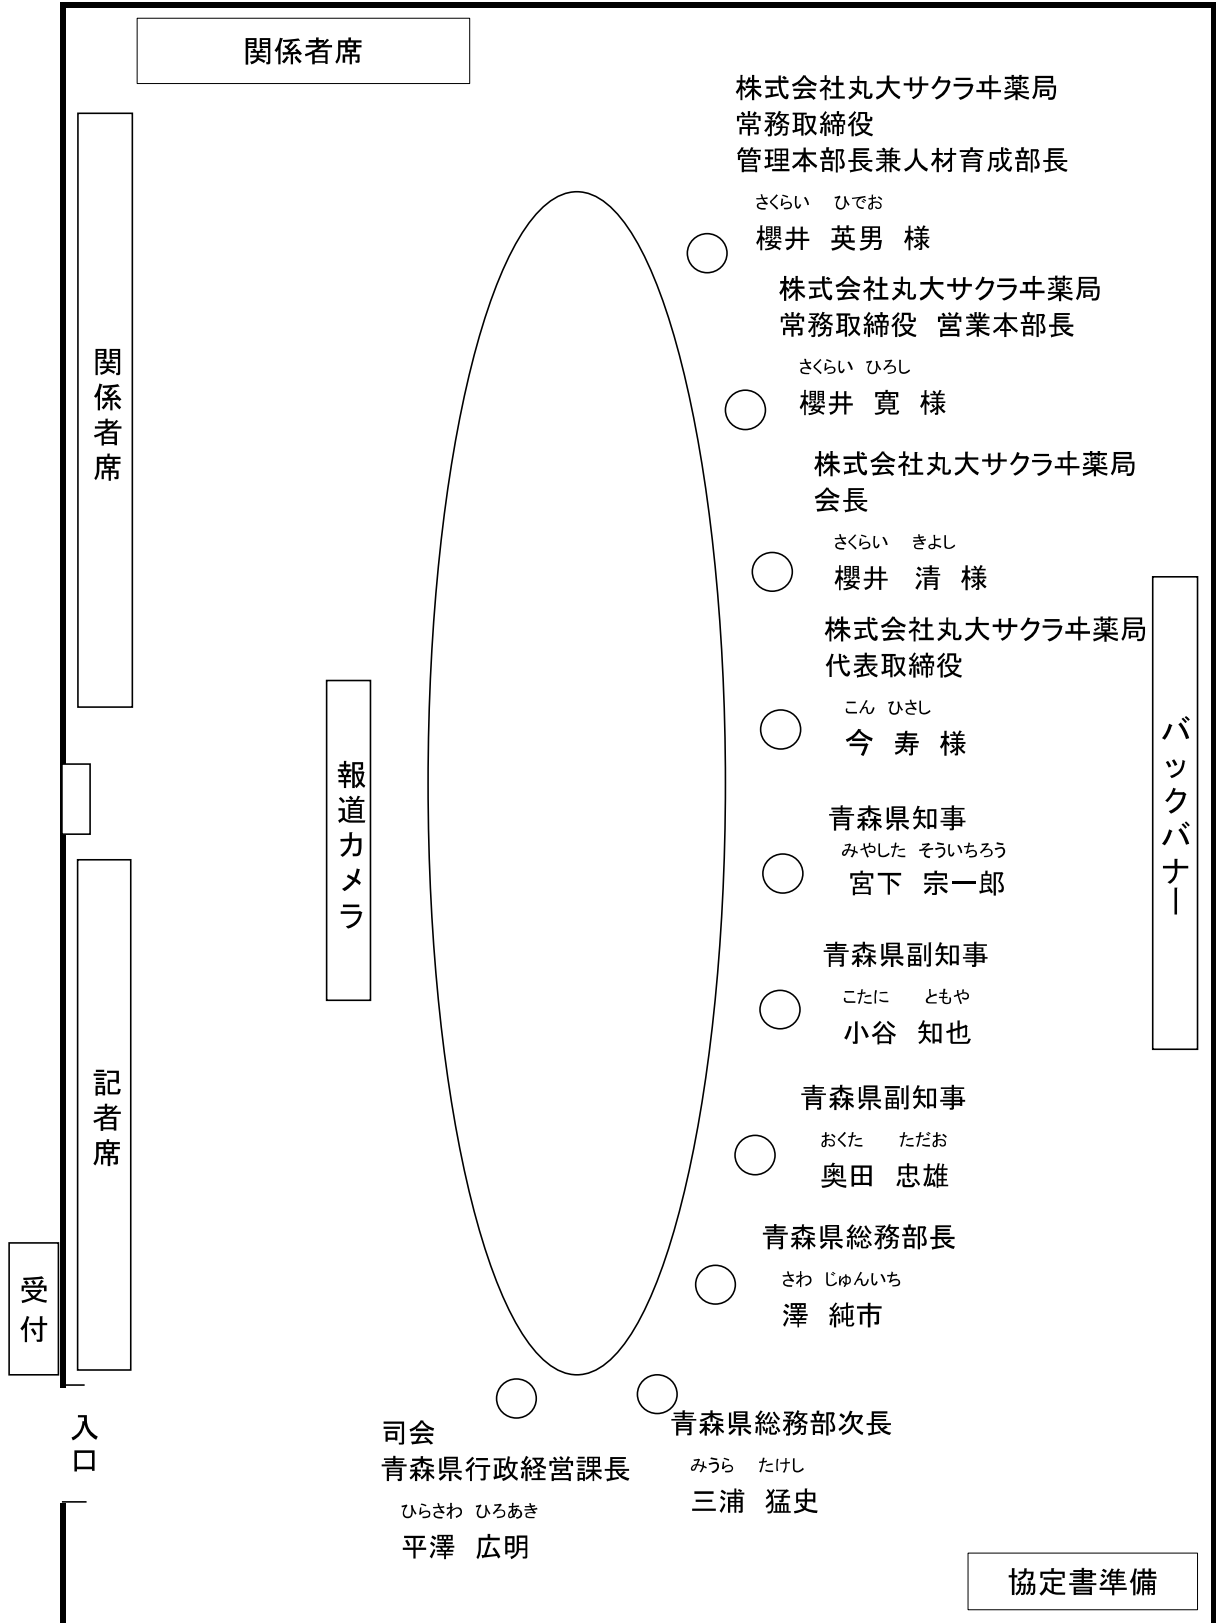 関係者席
株式会社丸大サクラヰ薬局
常務取締役
管理本部長兼人材育成部長
さくらい ひでお
櫻井 英男 様
株式会社丸大サクラヰ薬局
常務取締役 営業本部長
さくらい ひろし
櫻井 寛 様
関係者席
株式会社丸大サクラヰ薬局
会長
さくらい きよし
櫻井 清 様
株式会社丸大サクラヰ薬局
代表取締役
こん ひさし
今 寿 様
バックバナー
報道カメラ
青森県知事
みやした そういちろう
宮下 宗一郎
青森県副知事
こたに ともや
小谷 知也
記者席
青森県副知事
おくた ただお
奥田 忠雄
青森県総務部長
さわ じゅんいち
澤 純市
受付
入口
青森県総務部次長
みうら たけし
三浦 猛史
司会
青森県行政経営課長
ひらさわ ひろあき
平澤 広明
協定書準備